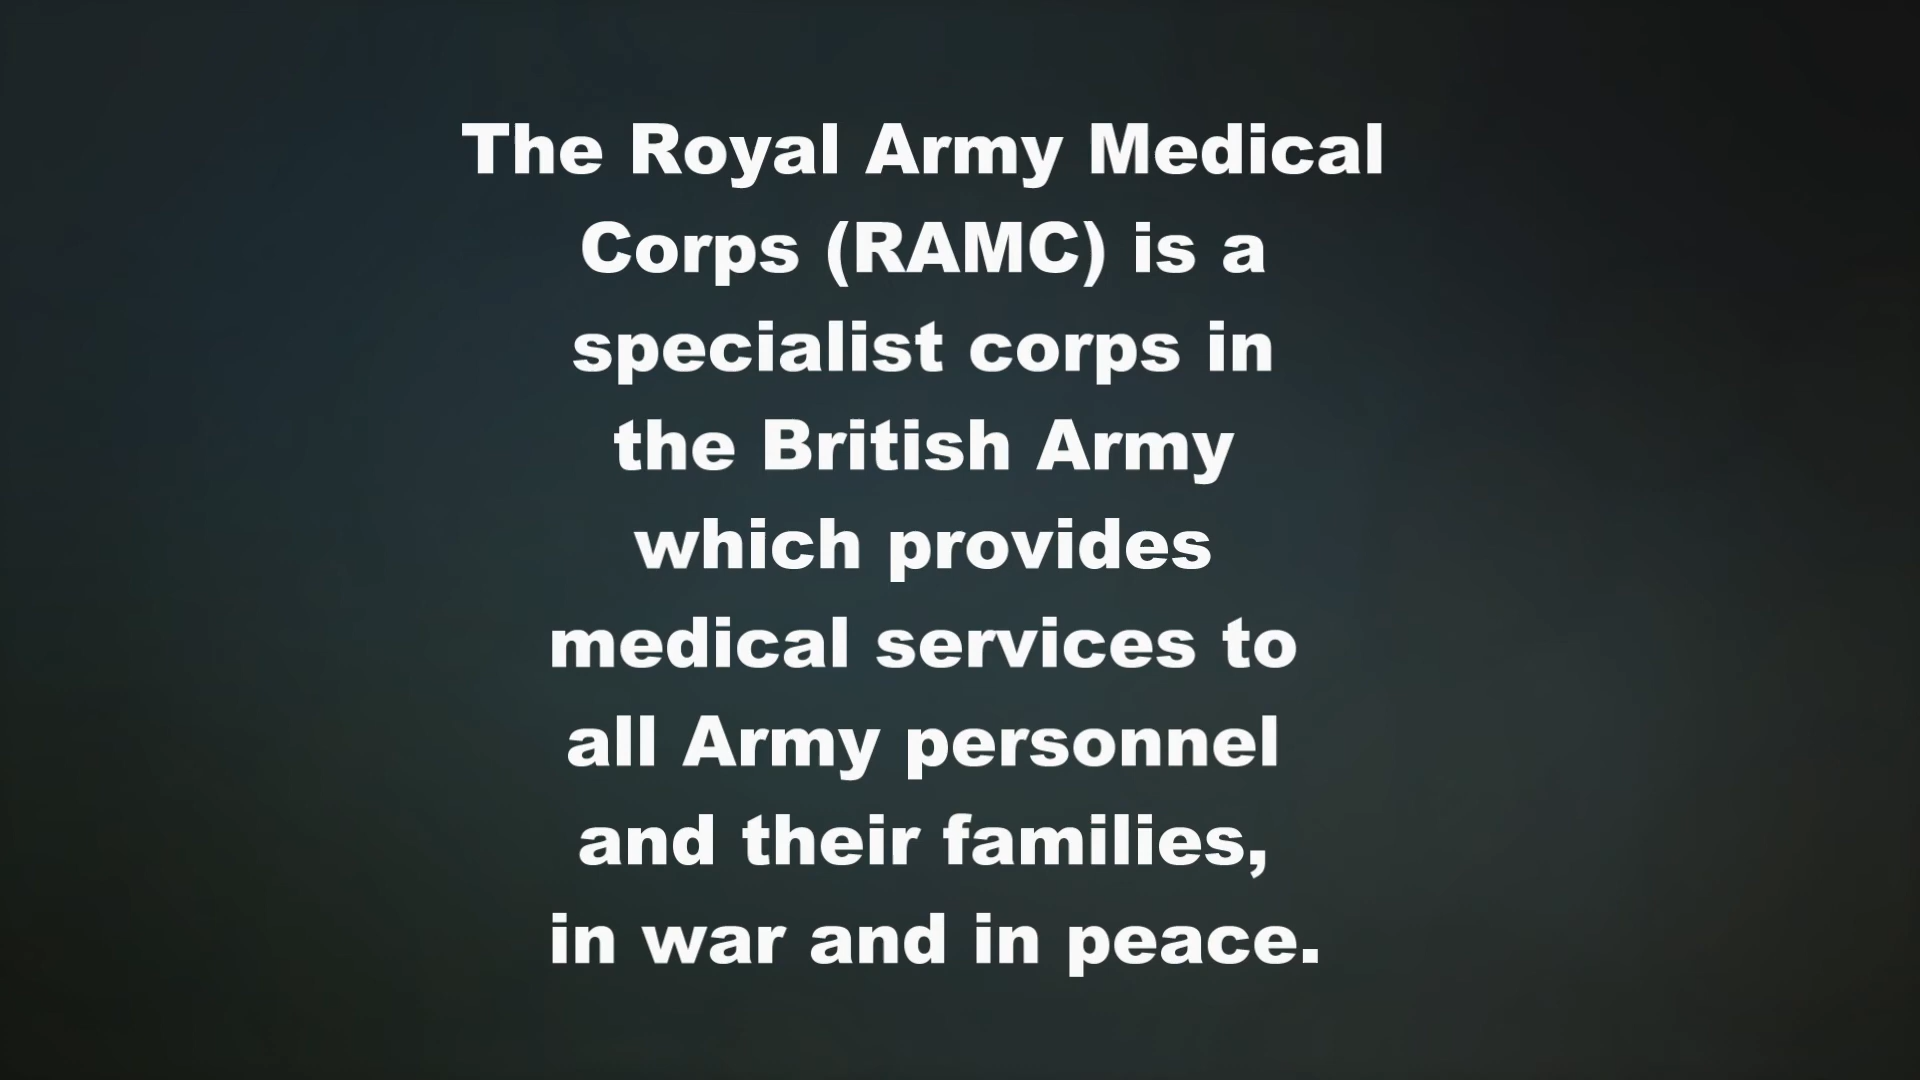 The Royal Army Medical
Corps (RAMC) is a
specialist corps in
the British Army
which provides
medical services to
all Army personnel
and their families,
in war and in peace.